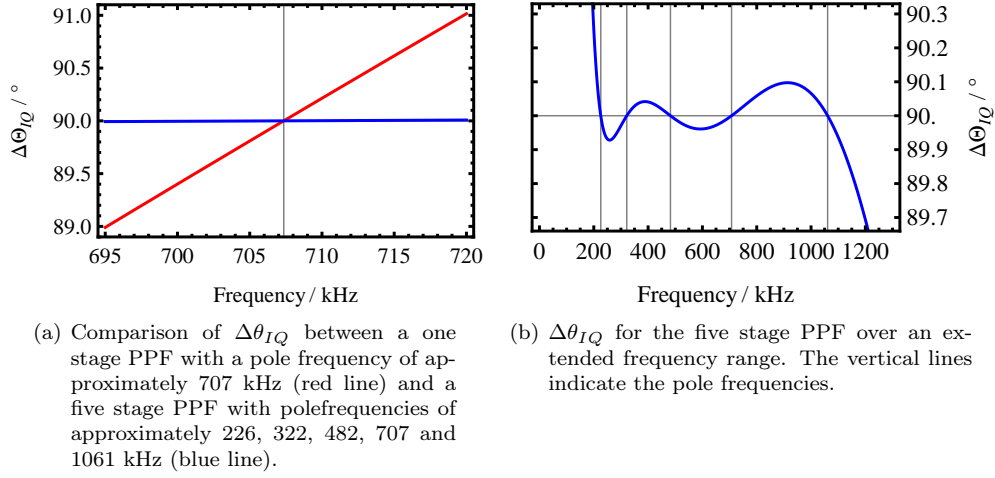 91.0
90.5
90.0
89.5
89.0
ΔΘIQ / °
695 700 705 710 715 720
Frequency / kHz
90.3
90.2
90.1
90.
89.9
89.8
89.7
ΔΘIQ / °
0 200 400 600 800 1000 1200
Frequency / kHz
(a) Comparison of ΔθIQ between a one
stage PPF with a pole frequency of ap-
proximately 707 kHz (red line) and a
five stage PPF with polefrequencies of
approximately 226, 322, 482, 707 and
1061 kHz (blue line).
(b) ΔθIQ for the five stage PPF over an ex-
tended frequency range. The vertical lines
indicate the pole frequencies.